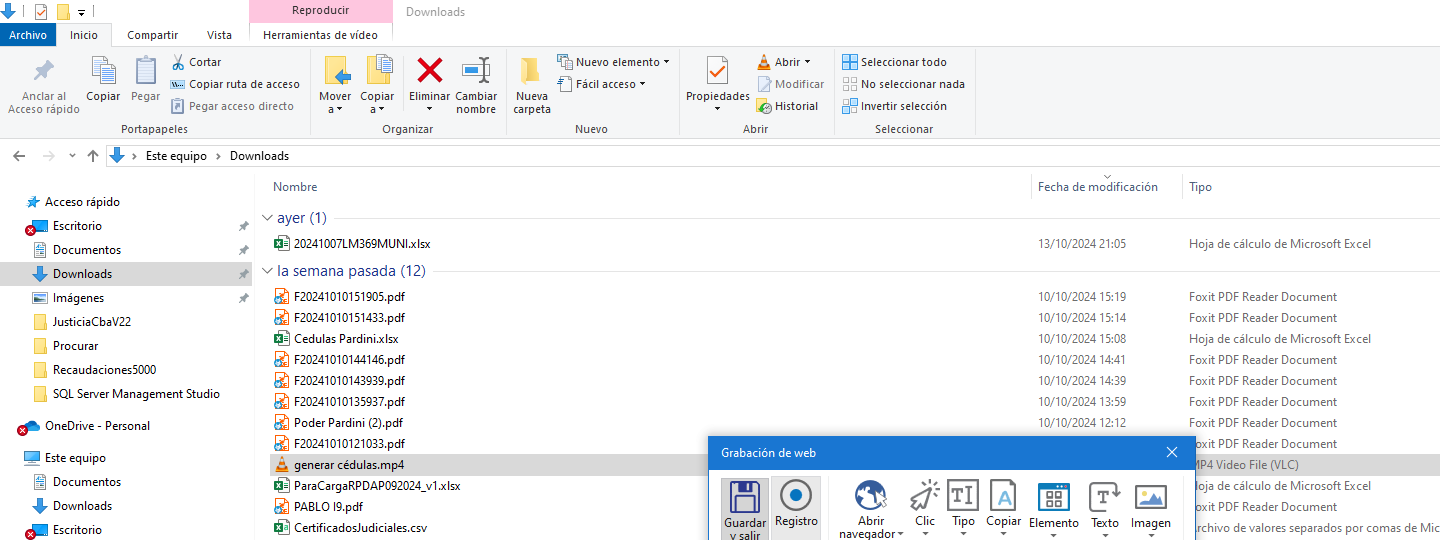 Reproducir
Downloads
Archivo
Inicio
Compartir
Vista
Herramientas de vídeo
Anclar al
Acceso rápido
Copiar
Pegar
Cortar
Copiar ruta de acceso
Pegar acceso directo
Portapapeles
Mover
a
Copiar
a
Eliminar
Cambiar
nombre
Organizar
Nueva
carpeta
Nuevo elemento
Fácil acceso
Nuevo
Propiedades
Abrir
Modificar
Historial
Abrir
Seleccionar todo
No seleccionar nada
Invertir selección
Seleccionar
Este equipo > Downloads
Acceso rápido
Escritorio
Documentos
Downloads
Imágenes
JusticiaCbaV22
Procurar
Recaudaciones5000
SQL Server Management Studio
OneDrive - Personal
Este equipo
Documentos
Downloads
Escritorio
Nombre Fecha de modificación Tipo
ayer (1)
20241007LM369MUNI.xlsx 13/10/2024 21:05 Hoja de cálculo de Microsoft Excel
la semana pasada (12)
F20241010151905.pdf 10/10/2024 15:19 Foxit PDF Reader Document
F20241010151433.pdf 10/10/2024 15:14 Foxit PDF Reader Document
Cedulas Pardini.xlsx 10/10/2024 15:08 Hoja de cálculo de Microsoft Excel
F20241010144146.pdf 10/10/2024 14:41 Foxit PDF Reader Document
F20241010143939.pdf 10/10/2024 14:39 Foxit PDF Reader Document
F20241010135937.pdf 10/10/2024 13:59 Foxit PDF Reader Document
Poder Pardini (2).pdf 10/10/2024 12:12 Foxit PDF Reader Document
F20241010121033.pdf Foxit PDF Reader Document
generar cédulas.mp4 MP4 Video File (VLC)
ParaCargaRPDAP092024_v1.xlsx Hoja de cálculo de Microsoft Excel
PABLO I9.pdf Foxit PDF Reader Document
CertificadosJudiciales.csv Archivo de valores separados por comas de Mic
Grabación de web
Guardar
y salir
Registro
Abrir
navegador
Clic
Tipo
Copiar
Elemento
Texto
Imagen